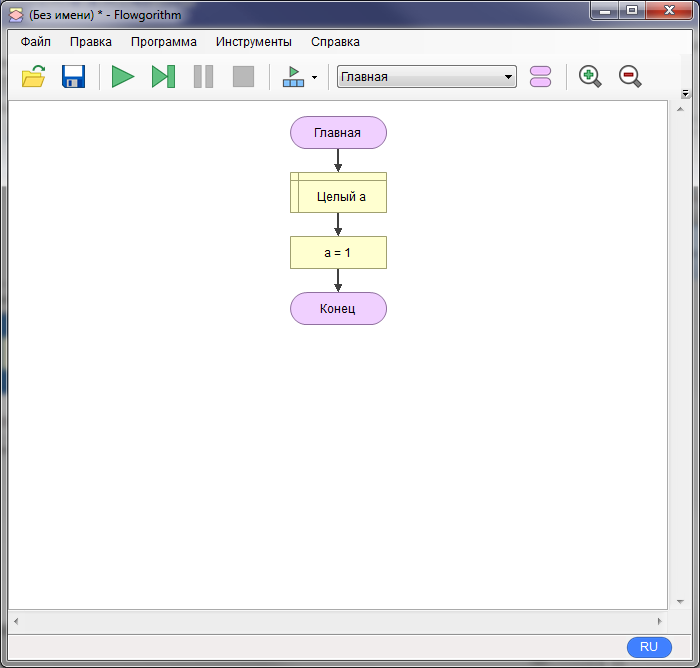 (Без имени) * - Flowgorithm
Файл Правка Программа Инструменты Справка
Главная
Главная
Целый a
a = 1
Конец
RU